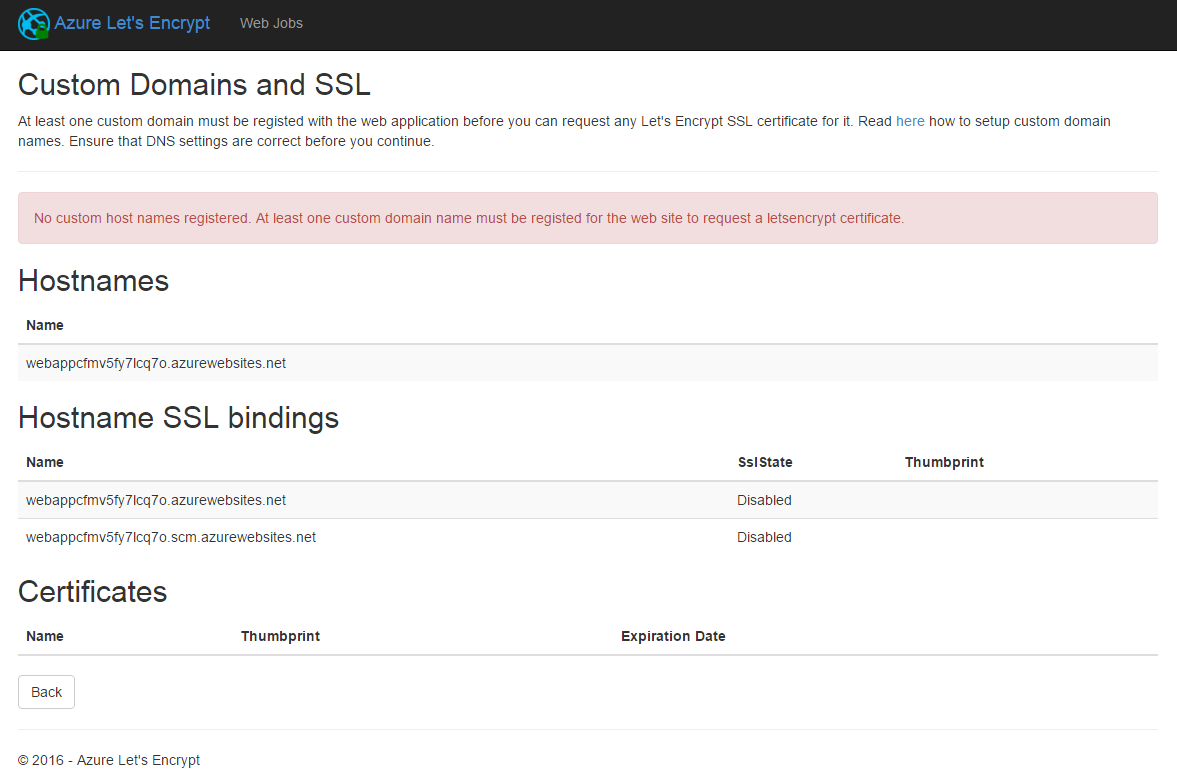 Azure Let's Encrypt Web Jobs
Custom Domains and SSL
At least one custom domain must be registed with the web application before you can request any Let's Encrypt SSL certificate for it. Read here how to setup custom domain
names. Ensure that DNS settings are correct before you continue.
No custom host names registered. At least one custom domain name must be registed for the web site to request a letsencrypt certificate.
Hostnames
Name
webappcfmv5fy7lcq7o.azurewebsites.net
Hostname SSL bindings
Name SslState Thumbprint
webappcfmv5fy7lcq7o.azurewebsites.net Disabled
webappcfmv5fy7lcq7o.scm.azurewebsites.net Disabled
Certificates
Name Thumbprint Expiration Date
Back
© 2016 - Azure Let's Encrypt